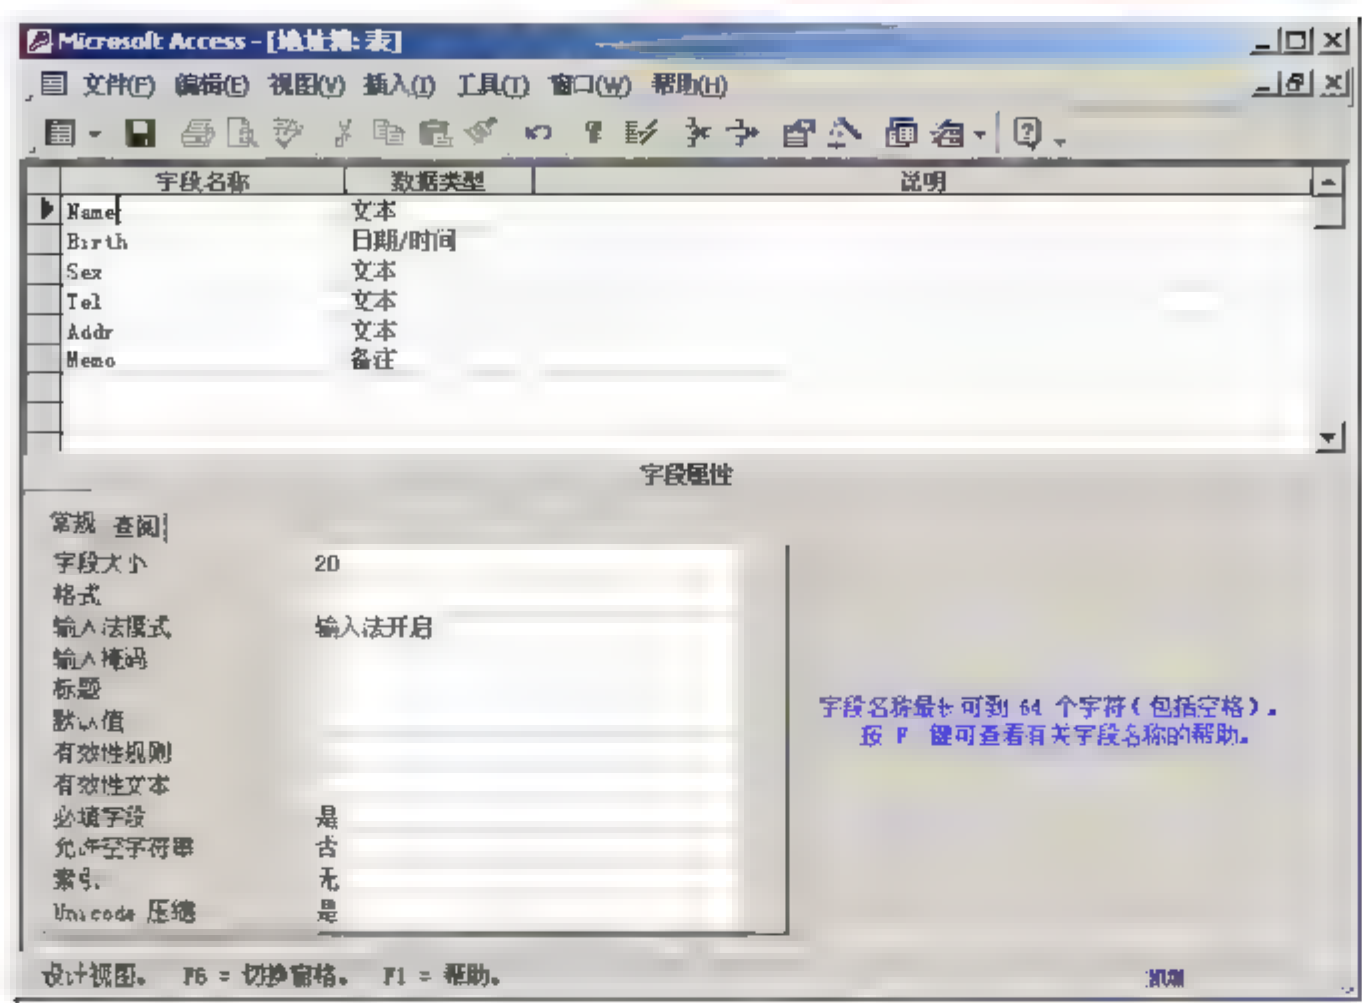 Microsoft Access - [地址簿: 表]
文件(F) 编辑(E) 视图(V) 插入(I) 工具(T) 窗口(W) 帮助(H)
字段名称 数据类型 说明
Name 文本
Birth 日期/时间
Sex 文本
Tel 文本
Addr 文本
Memo 备注
字段属性
常规 查阅
字段大小 20
格式
输入法模式 输入法开启
输入掩码
标题
默认值
有效性规则
有效性文本
必填字段 是
允许空字符串 否
索引 无
Unicode 压缩 是
字段名称最长可到 64 个字符(包括空格)。
按 F 键可查看有关字段名称的帮助。
设计视图。 F6 = 切换窗格。 F1 = 帮助。
NUM